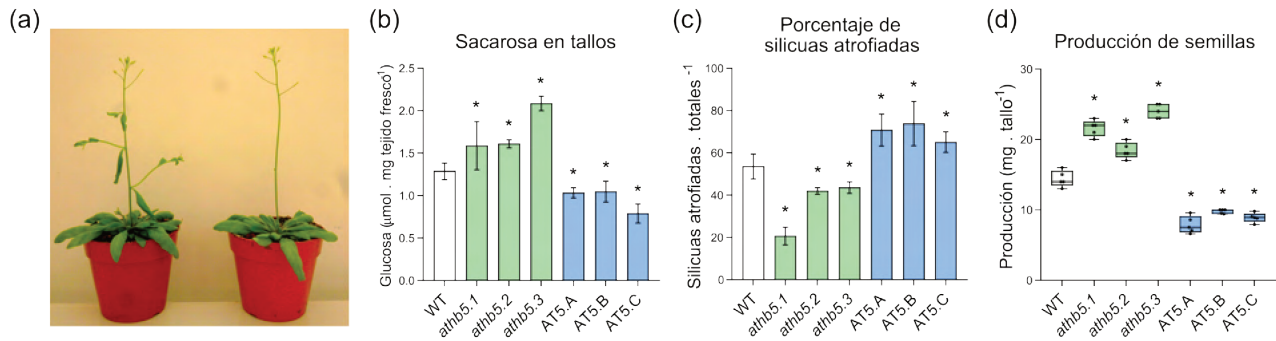 (a)
(b)
Sacarosa en tallos
Glucosa (µmol . mg tejido fresco¹)
2.5
2.0
1.5
1.0
0.5
0.0
* * * * * *
WT athb5.1 athb5.2 athb5.3 AT5.A AT5.B AT5.C
(c)
Porcentaje de
silicuas atrofiadas
Silicuas atrofiadas . totales⁻¹
100
80
60
40
20
0
* * * * * *
WT athb5.1 athb5.2 athb5.3 AT5.A AT5.B AT5.C
(d)
Producción de semillas
Producción (mg . tallo⁻¹)
30
20
10
0
* * * * * *
WT athb5.1 athb5.2 athb5.3 AT5.A AT5.B AT5.C